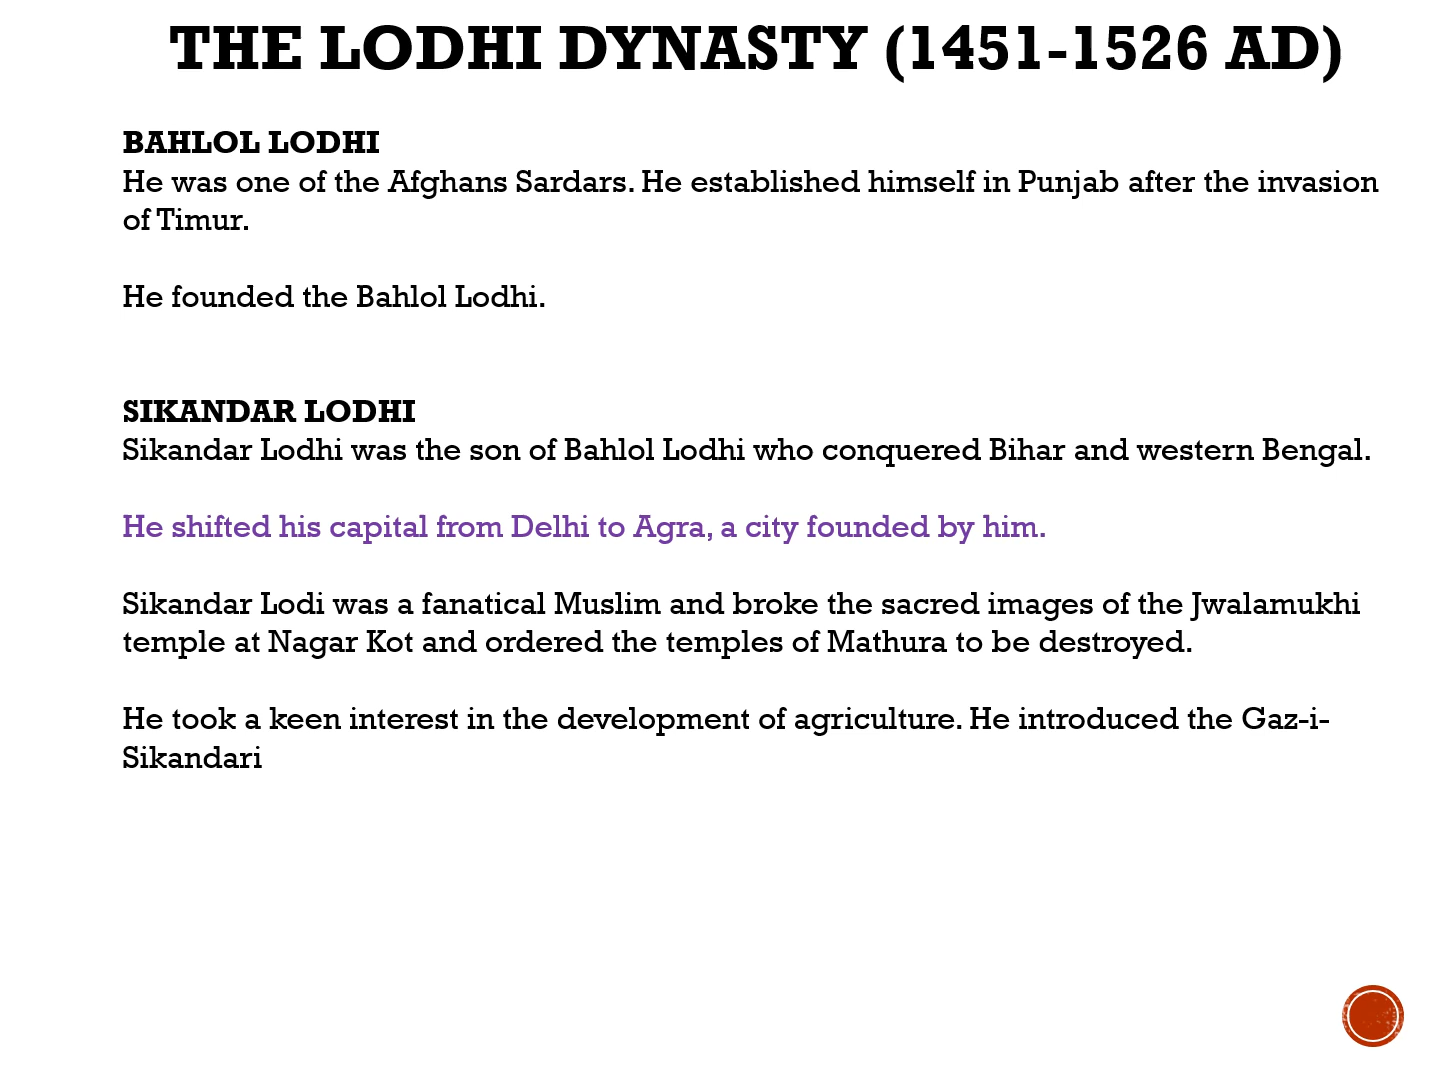 THE LODHI DYNASTY (1451-1526 AD)
BAHLOL LODHI
He was one of the Afghans Sardars. He established himself in Punjab after the invasion
of Timur.
He founded the Bahlol Lodhi.
SIKANDAR LODHI
Sikandar Lodhi was the son of Bahlol Lodhi who conquered Bihar and western Bengal.
He shifted his capital from Delhi to Agra, a city founded by him.
Sikandar Lodi was a fanatical Muslim and broke the sacred images of the Jwalamukhi
temple at Nagar Kot and ordered the temples of Mathura to be destroyed.
He took a keen interest in the development of agriculture. He introduced the Gaz-i-
Sikandari